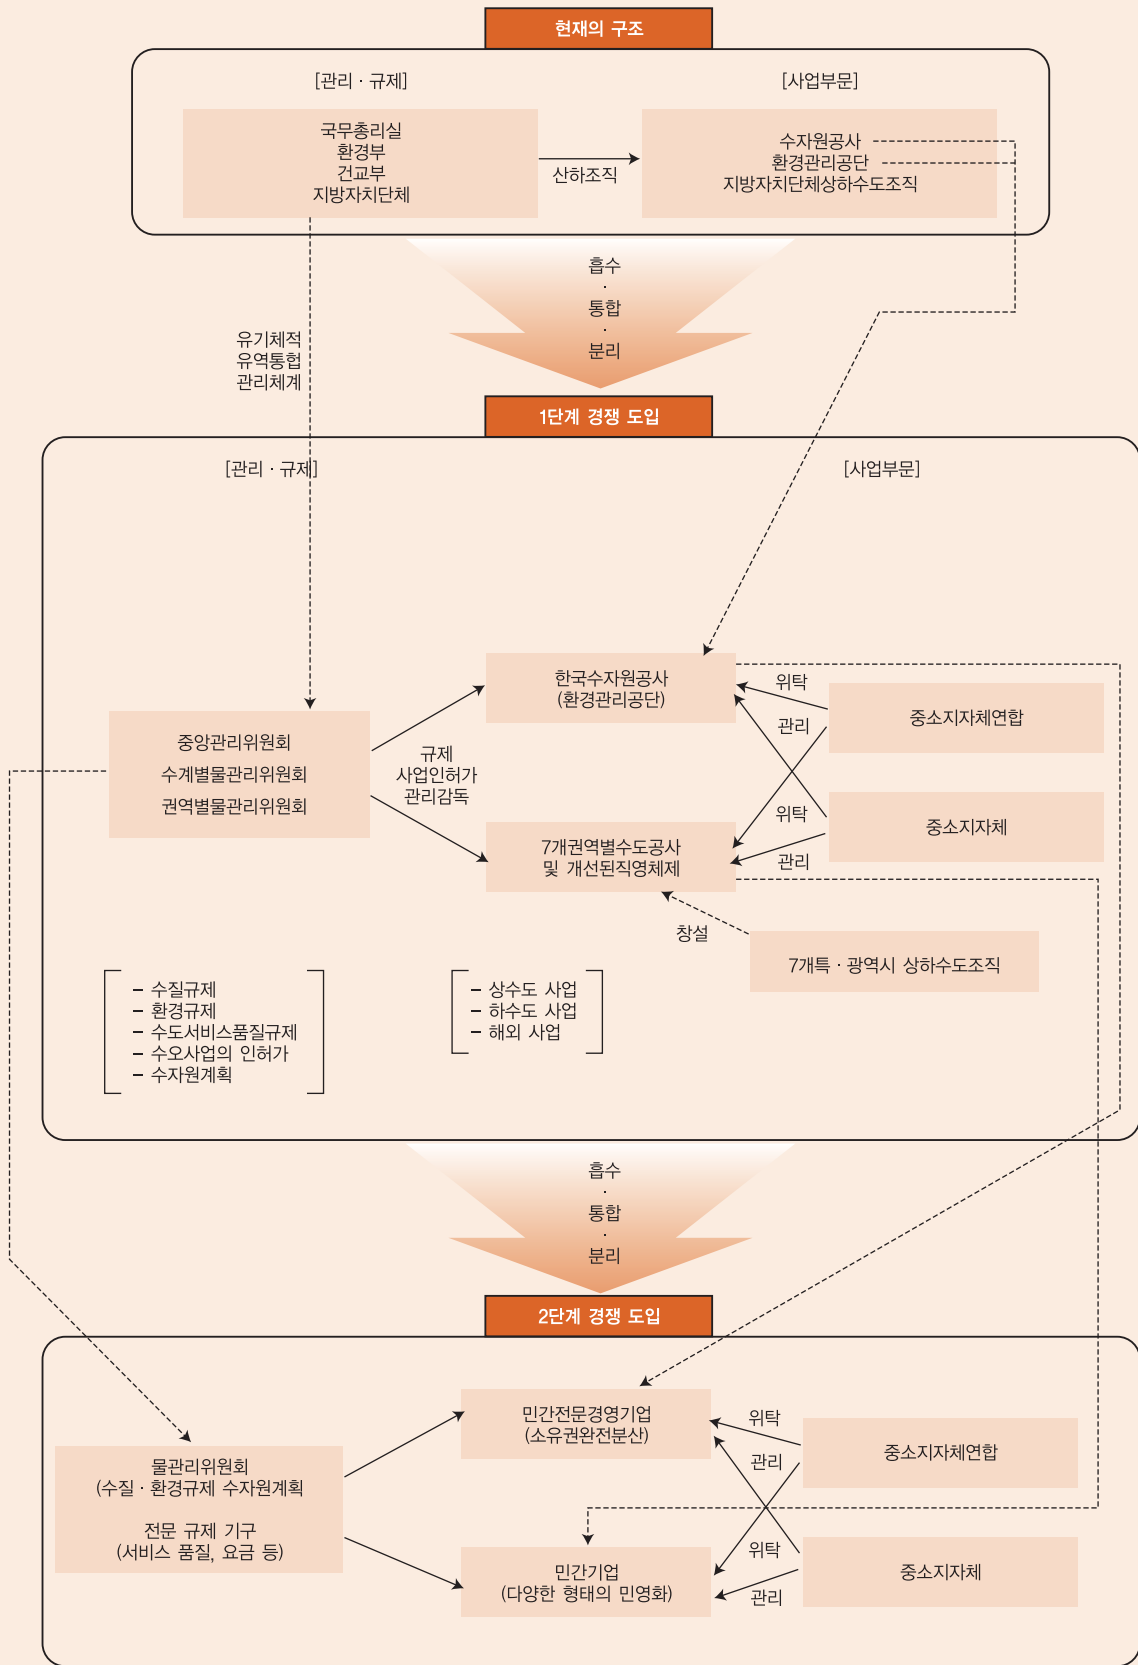 현재의 구조
[관리 · 규제]
[사업부문]
국무총리실
환경부
건교부
지방자치단체
산하조직
수자원공사
환경관리공단
지방자치단체상하수도조직
흡수
·
통합
·
분리
유기체적
유역통헙
관리체계
1단계 경쟁 도입
[관리 · 규제]
[사업부문]
중앙관리위원회
수계별물관리위원회
권역별물관리위원회
규제
사업인허가
관리감독
한국수자원공사
(환경관리공단)
7개권역별수도공사
및 개선된직영체제
위탁
관리
위탁
관리
중소지자체연합
중소지자체
창설
7개특 · 광역시 상하수도조직
– 수질규제
– 환경규제
– 수도서비스품질규제
– 수오사업의 인허가
– 수자원계획
– 상수도 사업
– 하수도 사업
– 해외 사업
흡수
·
통합
·
분리
2단계 경쟁 도입
물관리위원회
(수질 · 환경규제 수자원계획
전문 규제 기구
(서비스 품질, 요금 등)
민간전문경영기업
(소유권완전분산)
민간기업
(다양한 형태의 민영화)
위탁
관리
위탁
관리
중소지자체연합
중소지자체